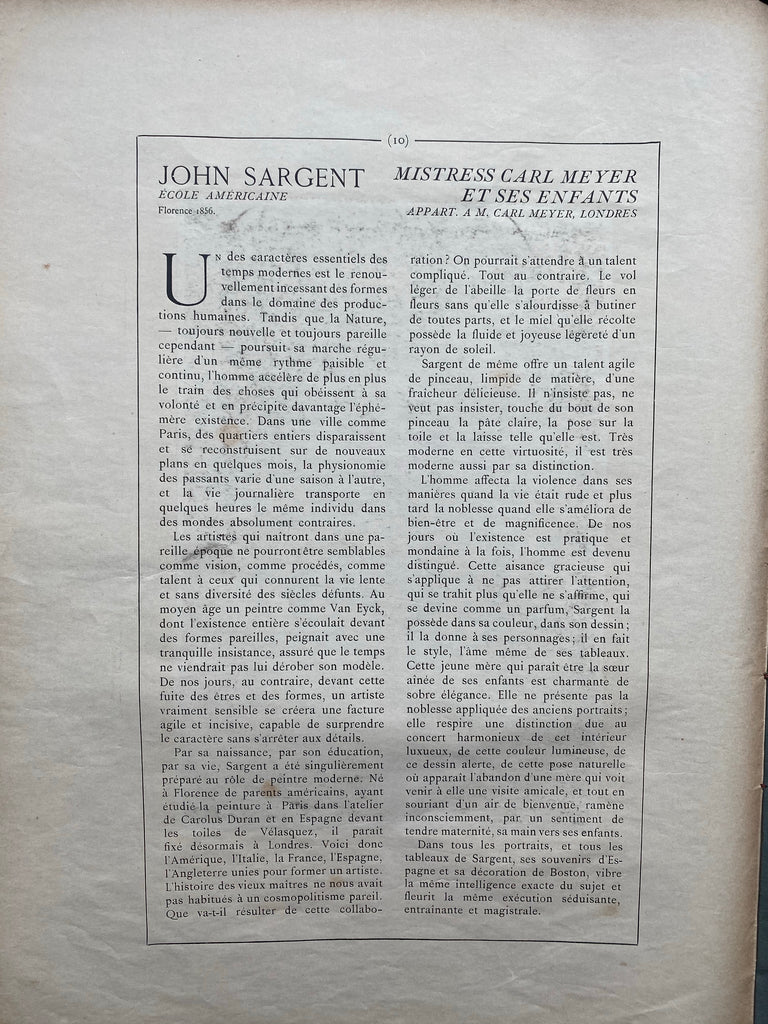 (10)
JOHN SARGENT
ÉCOLE AMÉRICAINE
Florence 1856.
MISTRESS CARL MEYER
ET SES ENFANTS
APPART. A M. CARL MEYER, LONDRES
UN des caractères essentiels des
temps modernes est le renou-
vellement incessant des formes
dans le domaine des produc-
tions humaines. Tandis que la Nature,
— toujours nouvelle et toujours pareille
cependant — poursuit sa marche régu-
lière d'un même rythme paisible et
continu, l'homme accélère de plus en plus
le train des choses qui obéissent à sa
volonté et en précipite davantage l'éphé-
mère existence. Dans une ville comme
Paris, des quartiers entiers disparaissent
et se reconstruisent sur de nouveaux
plans en quelques mois, la physionomie
des passants varie d'une saison à l'autre,
et la vie journalière transporte en
quelques heures le même individu dans
des mondes absolument contraires.
Les artistes qui naîtront dans une pa-
reille époque ne pourront être semblables
comme vision, comme procédés, comme
talent à ceux qui connurent la vie lente
et sans diversité des siècles défunts. Au
moyen âge un peintre comme Van Eyck,
dont l'existence entière s'écoulait devant
des formes pareilles, peignait avec une
tranquille insistance, assuré que le temps
ne viendrait pas lui dérober son modèle.
De nos jours, au contraire, devant cette
fuite des êtres et des formes, un artiste
vraiment sensible se créera une facture
agile et incisive, capable de surprendre
le caractère sans s'arrêter aux détails.
Par sa naissance, par son éducation,
par sa vie, Sargent a été singulièrement
préparé au rôle de peintre moderne. Né
à Florence de parents américains, ayant
étudié la peinture à Paris dans l'atelier
de Carolus Duran et en Espagne devant
les toiles de Vélasquez, il paraît
fixé désormais à Londres. Voici donc
l'Amérique, l'Italie, la France, l'Espagne,
l'Angleterre unies pour former un artiste.
L'histoire des vieux maîtres ne nous avait
pas habitués à un cosmopolitisme pareil.
Que va-t-il résulter de cette collabo-
ration ? On pourrait s'attendre à un talent
compliqué. Tout au contraire. Le vol
léger de l'abeille la porte de fleurs en
fleurs sans qu'elle s'alourdisse à butiner
de toutes parts, et le miel qu'elle récolte
possède la fluide et joyeuse légèreté d'un
rayon de soleil.
Sargent de même offre un talent agile
de pinceau, limpide de matière, d'une
fraîcheur délicieuse. Il n'insiste pas, ne
veut pas insister, touche du bout de son
pinceau la pâte claire, la pose sur la
toile et la laisse telle qu'elle est. Très
moderne en cette virtuosité, il est très
moderne aussi par sa distinction.
L'homme affecta la violence dans ses
manières quand la vie était rude et plus
tard la noblesse quand elle s'améliora de
bien-être et de magnificence. De nos
jours où l'existence est pratique et
mondaine à la fois, l'homme est devenu
distingué. Cette aisance gracieuse qui
s'applique à ne pas attirer l'attention,
qui se trahit plus qu'elle ne s'affirme, qui
se devine comme un parfum, Sargent la
possède dans sa couleur, dans son dessin ;
il la donne à ses personnages ; il en fait
le style, l'âme même de ses tableaux.
Cette jeune mère qui paraît être la sœur
aînée de ses enfants est charmante de
sobre élégance. Elle ne présente pas la
noblesse appliquée des anciens portraits ;
elle respire une distinction due au
concert harmonieux de cet intérieur
luxueux, de cette couleur lumineuse, de
ce dessin alerte, de cette pose naturelle
où apparaît l'abandon d'une mère qui voit
venir à elle une visite amicale, et tout en
souriant d'un air de bienvenue, ramène
inconsciemment, par un sentiment de
tendre maternité, sa main vers ses enfants.
Dans tous les portraits, et tous les
tableaux de Sargent, ses souvenirs d'Es-
pagne et sa décoration de Boston, vibre
la même intelligence exacte du sujet et
fleurit la même exécution séduisante,
entraînante et magistrale.